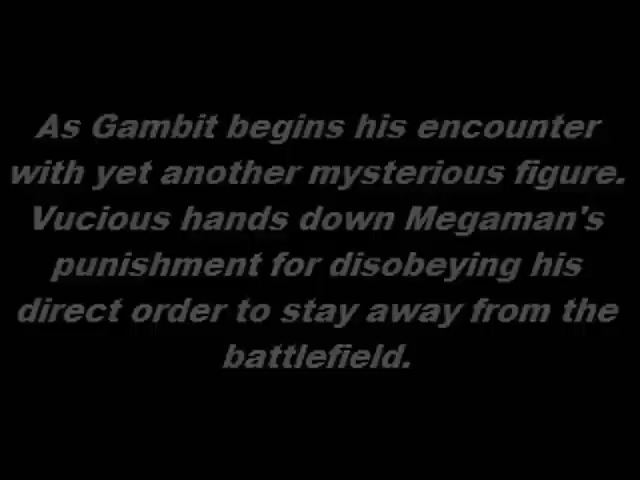 As Gambit begins his encounter
with yet another mysterious figure.
Vucious hands down Megaman's
punishment for disobeying his
direct order to stay away from the
battlefield.